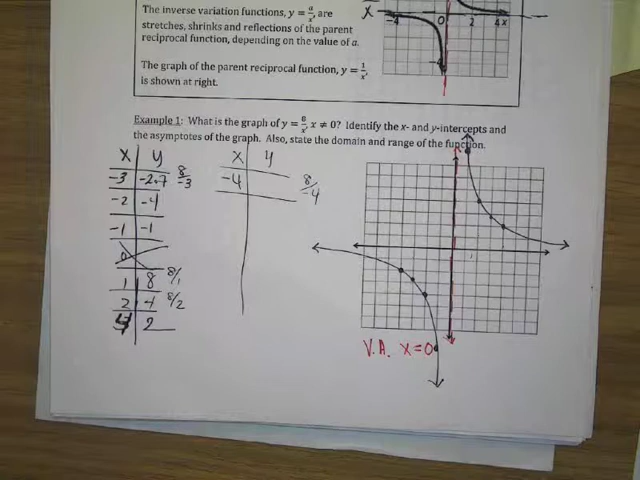 The inverse variation functions, y = a/x, are
stretches, shrinks and reflections of the parent
reciprocal function, depending on the value of a.
The graph of the parent reciprocal function, y = 1/x,
is shown at right.
x
-4 0 2 4 x
Example 1: What is the graph of y = 8/x, x ≠ 0? Identify the x- and y-intercepts and
the asymptotes of the graph. Also, state the domain and range of the function.
x y
-3 -2.7 8/-3
-2 -4
-1 -1
0
1 8 8/1
2 4 8/2
4 2
x y
-4 8/-4
V.A. x=0